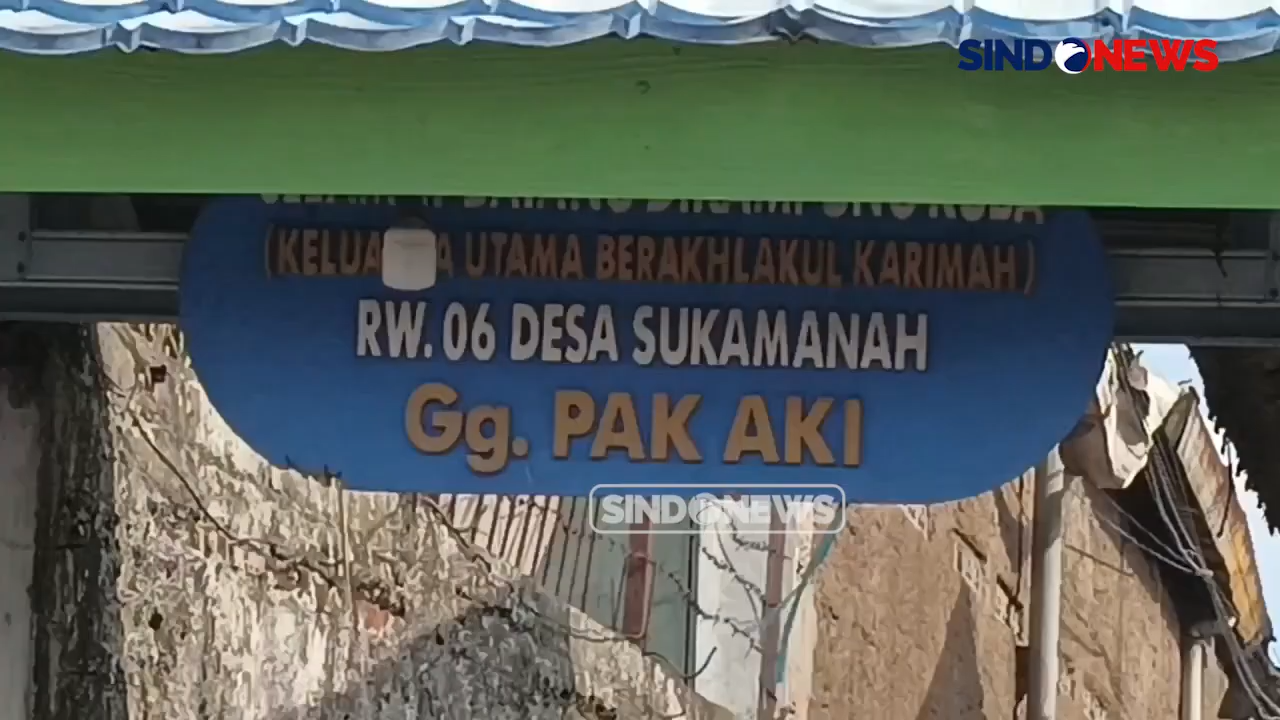 SINDONEWS
(KELUA A UTAMA BERAKHLAKUL KARIMAH)
RW. 06 DESA SUKAMANAH
Gg. PAK AKI
SINDONEWS